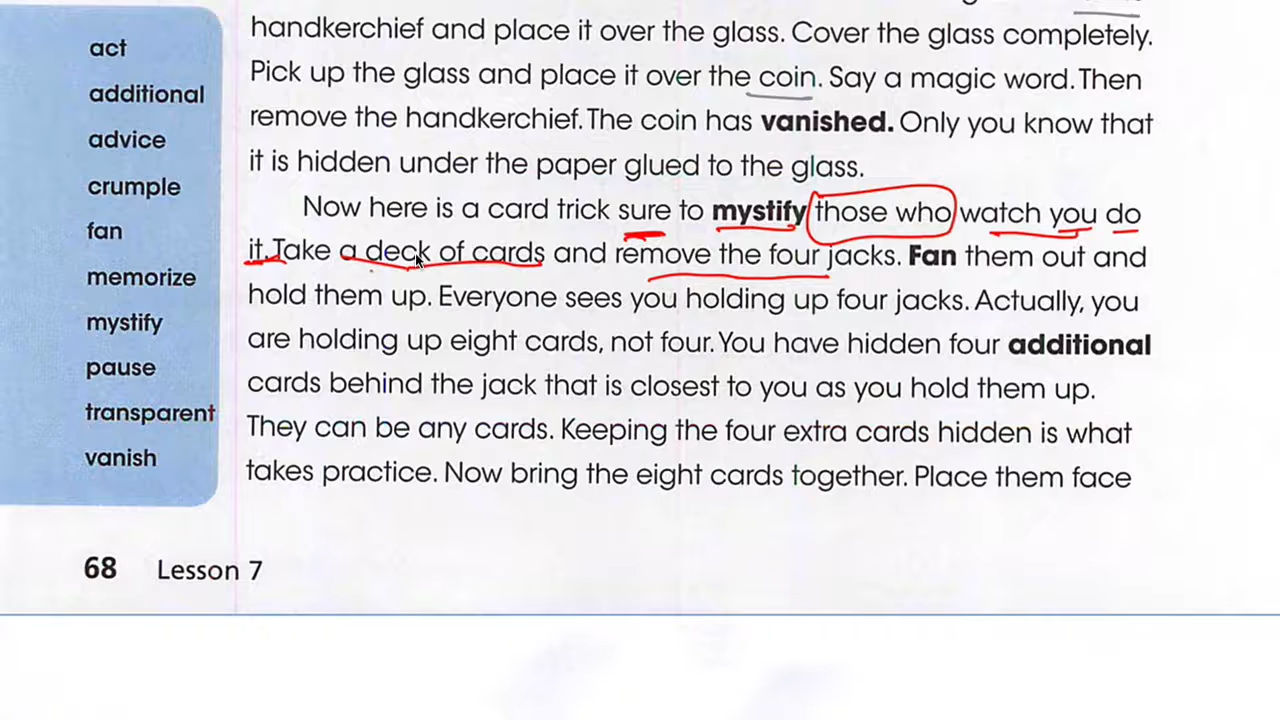 act
additional
advice
crumple
fan
memorize
mystify
pause
transparent
vanish
handkerchief and place it over the glass. Cover the glass completely.
Pick up the glass and place it over the coin. Say a magic word. Then
remove the handkerchief. The coin has vanished. Only you know that
it is hidden under the paper glued to the glass.
Now here is a card trick sure to mystify those who watch you do
it. Take a deck of cards and remove the four jacks. Fan them out and
hold them up. Everyone sees you holding up four jacks. Actually, you
are holding up eight cards, not four. You have hidden four additional
cards behind the jack that is closest to you as you hold them up.
They can be any cards. Keeping the four extra cards hidden is what
takes practice. Now bring the eight cards together. Place them face
68 Lesson 7